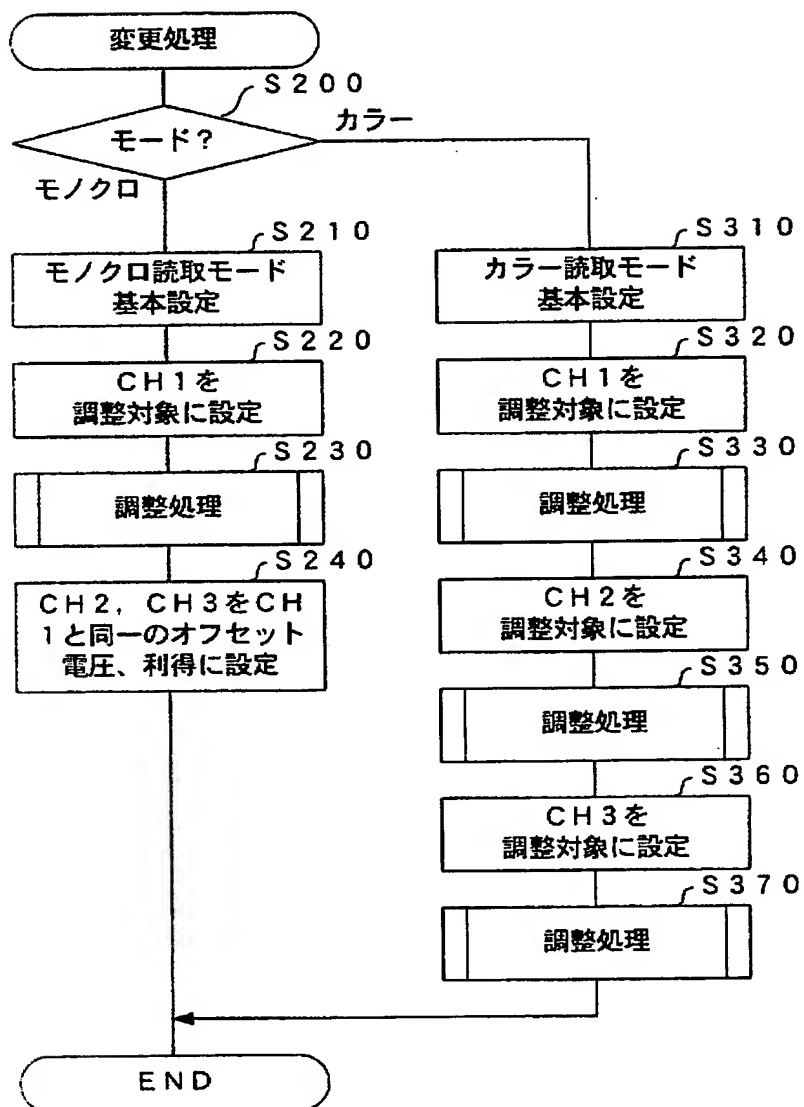 変更処理
S200
モード?
カラー
モノクロ
S210
モノクロ読取モード
基本設定
S220
CH1を
調整対象に設定
S230
調整処理
S240
CH2,CH3をCH
1と同一のオフセット
電圧、利得に設定
S310
カラー読取モード
基本設定
S320
CH1を
調整対象に設定
S330
調整処理
S340
CH2を
調整対象に設定
S350
調整処理
S360
CH3を
調整対象に設定
S370
調整処理
END